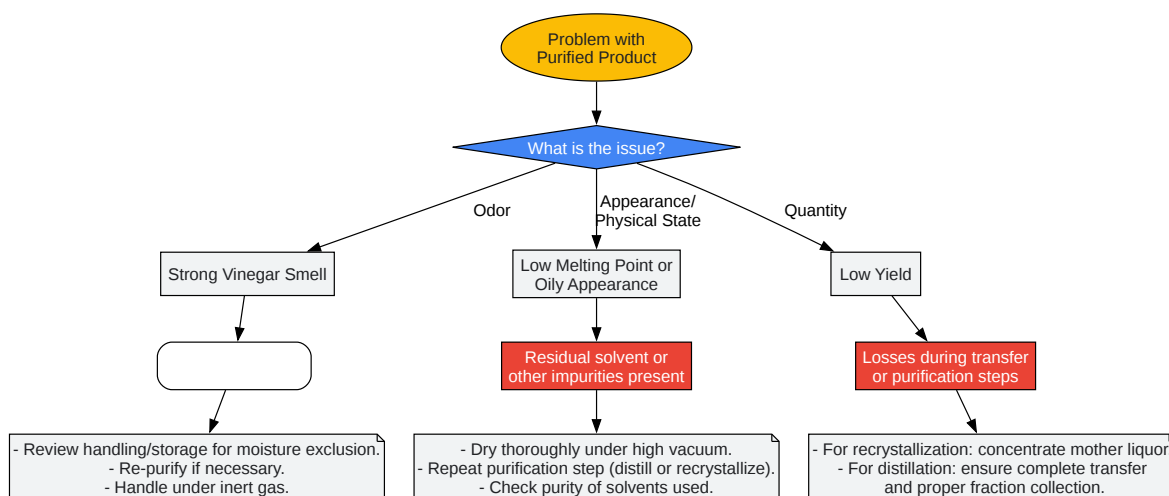 Problem with
Purified Product
What is the issue?
Odor
Appearance/
Physical State
Quantity
Strong Vinegar Smell
Low Melting Point or
Oily Appearance
Low Yield
Residual solvent or
other impurities present
Losses during transfer
or purification steps
- Review handling/storage for moisture exclusion.
- Re-purify if necessary.
- Handle under inert gas.
- Dry thoroughly under high vacuum.
- Repeat purification step (distill or recrystallize).
- Check purity of solvents used.
- For recrystallization: concentrate mother liquor
- For distillation: ensure complete transfer
and proper fraction collection.